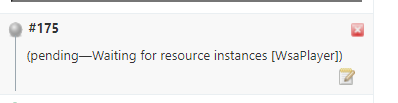 #175
(pending—Waiting for resource instances [WsaPlayer])